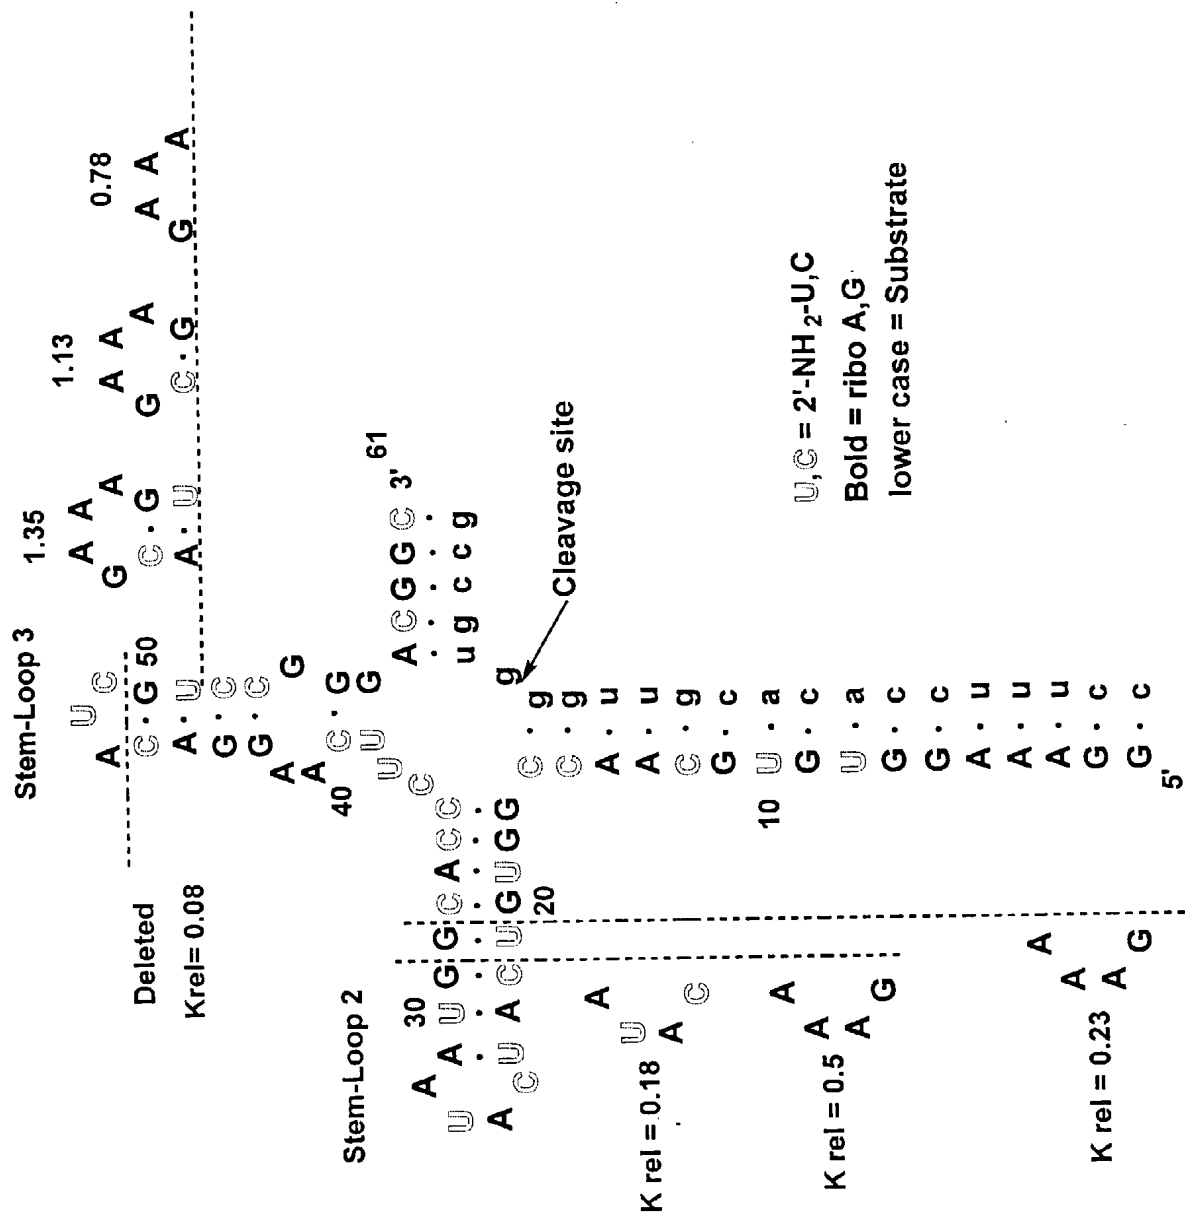 Stem-Loop 3
1.35
1.13
0.78
Deleted
Krel= 0.08
A U C
C · G 50
A · U
G · C
G · C
A G
A
40
C · G
U G
U
C
G A A A
C · G
A · U
G A A A
C · G
G A A A
A C G G C 3'
61
u g c c g
g
Cleavage site
Stem-Loop 2
30
A A U G G C A C C
U
A C U A C U G U G G
20
K rel = 0.18
A U A C
K rel = 0.5
A A A G
K rel = 0.23
A A A G
10
5' G G A A A G G U G U G C A A C C
c c u u u c c a c a c g u u g g
U,C = 2'-NH2-U,C
Bold = ribo A,G
lower case = Substrate